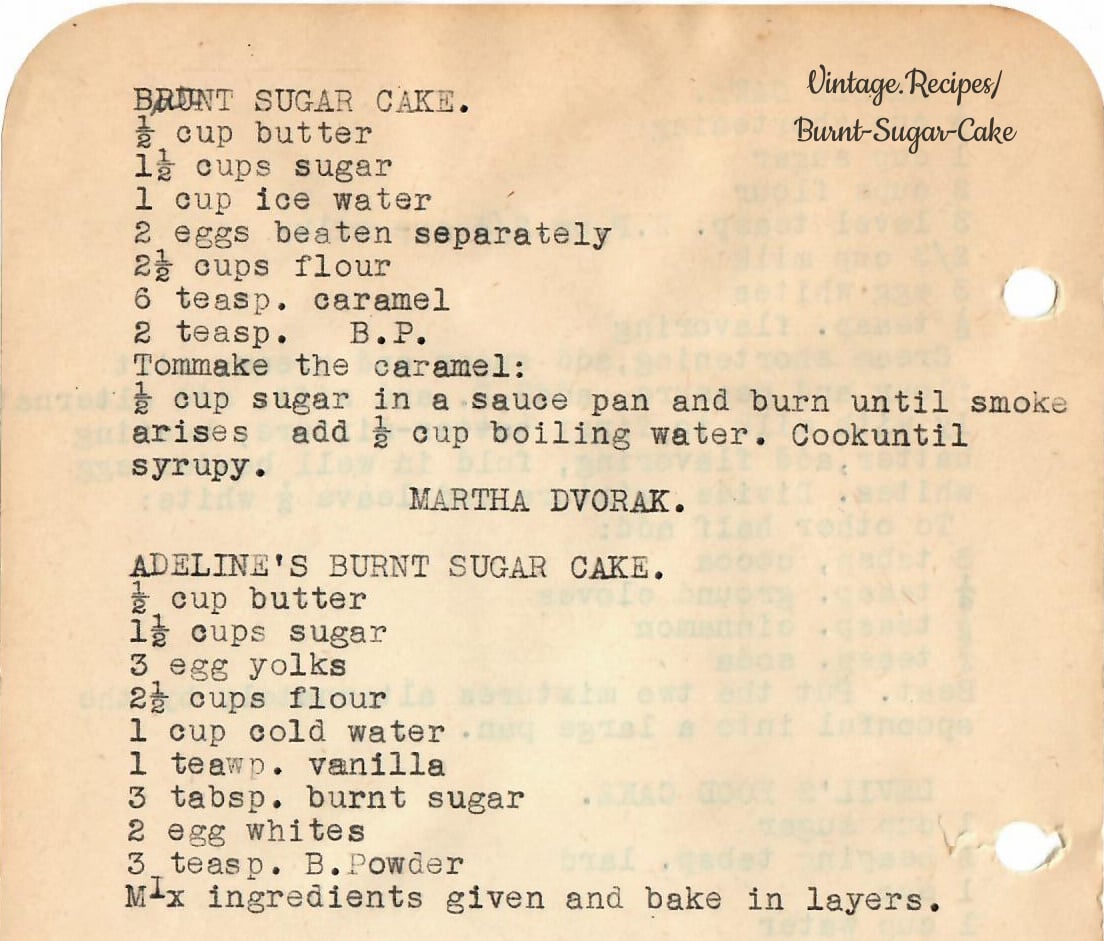 Vintage.Recipes/
Burnt-Sugar-Cake
BRUNT SUGAR CAKE.
½ cup butter
1½ cups sugar
1 cup ice water
2 eggs beaten separately
2½ cups flour
6 teasp. caramel
2 teasp. B.P.
Tommake the caramel:
½ cup sugar in a sauce pan and burn until smoke
arises add ½ cup boiling water. Cookuntil
syrupy.
MARTHA DVORAK.
ADELINE'S BURNT SUGAR CAKE.
½ cup butter
1½ cups sugar
3 egg yolks
2½ cups flour
1 cup cold water
1 teawp. vanilla
3 tabsp. burnt sugar
2 egg whites
3 teasp. B.Powder
Mix ingredients given and bake in layers.